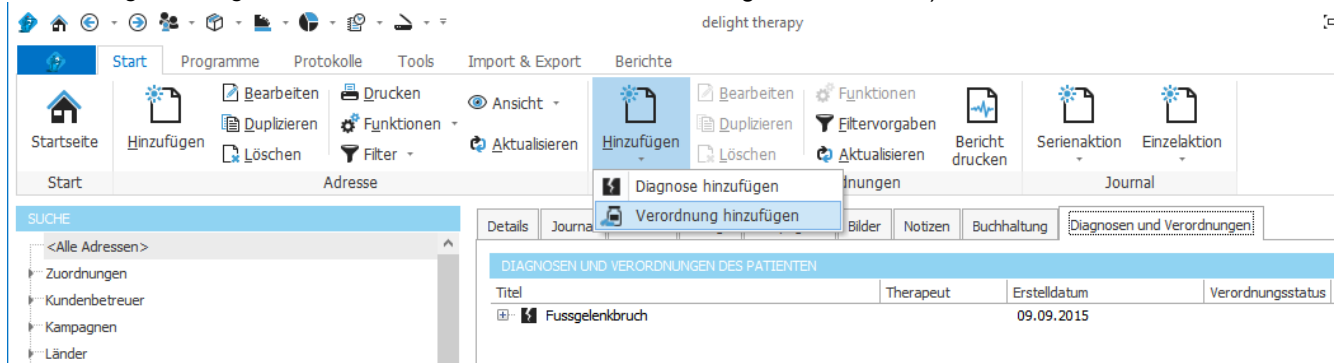 delight therapy
Start Programme Protokolle Tools Import & Export Berichte
Startseite
Hinzufügen
Bearbeiten
Duplizieren
Löschen
Drucken
Funktionen
Filter
Ansicht
Aktualisieren
Hinzufügen
Bearbeiten
Duplizieren
Löschen
Funktionen
Filtervorgaben
Aktualisieren
Bericht
drucken
Serienaktion
Einzelaktion
Start Adresse Journal
Diagnose hinzufügen
Verordnung hinzufügen
SUCHE
<Alle Adressen>
Zuordnungen
Kundenbetreuer
Kampagnen
Länder
Details Bilder Notizen Buchhaltung Diagnosen und Verordnungen
DIAGNOSEN UND VERORDNUNGEN DES PATIENTEN
Titel Therapeut Erstelldatum Verordnungsstatus
Fussgelenkbruch 09.09.2015